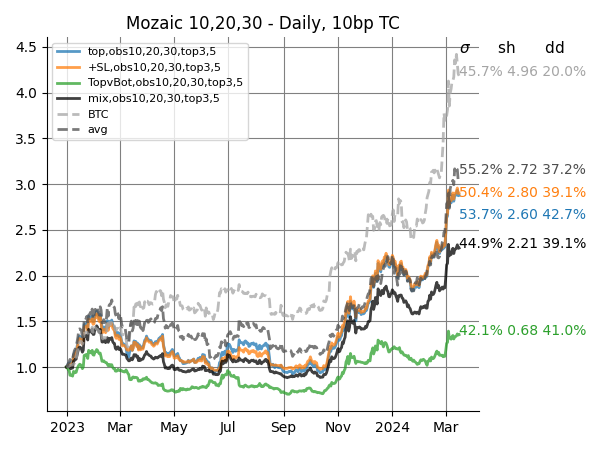 Mozaic 10,20,30 - Daily, 10bp TC
top,obs10,20,30,top3,5
+SL,obs10,20,30,top3,5
TopvBot,obs10,20,30,top3,5
mix,obs10,20,30,top3,5
BTC
avg
σ sh dd
45.7% 4.96 20.0%
55.2% 2.72 37.2%
50.4% 2.80 39.1%
53.7% 2.60 42.7%
44.9% 2.21 39.1%
42.1% 0.68 41.0%
4.5
4.0
3.5
3.0
2.5
2.0
1.5
1.0
2023 Mar May Jul Sep Nov 2024 Mar